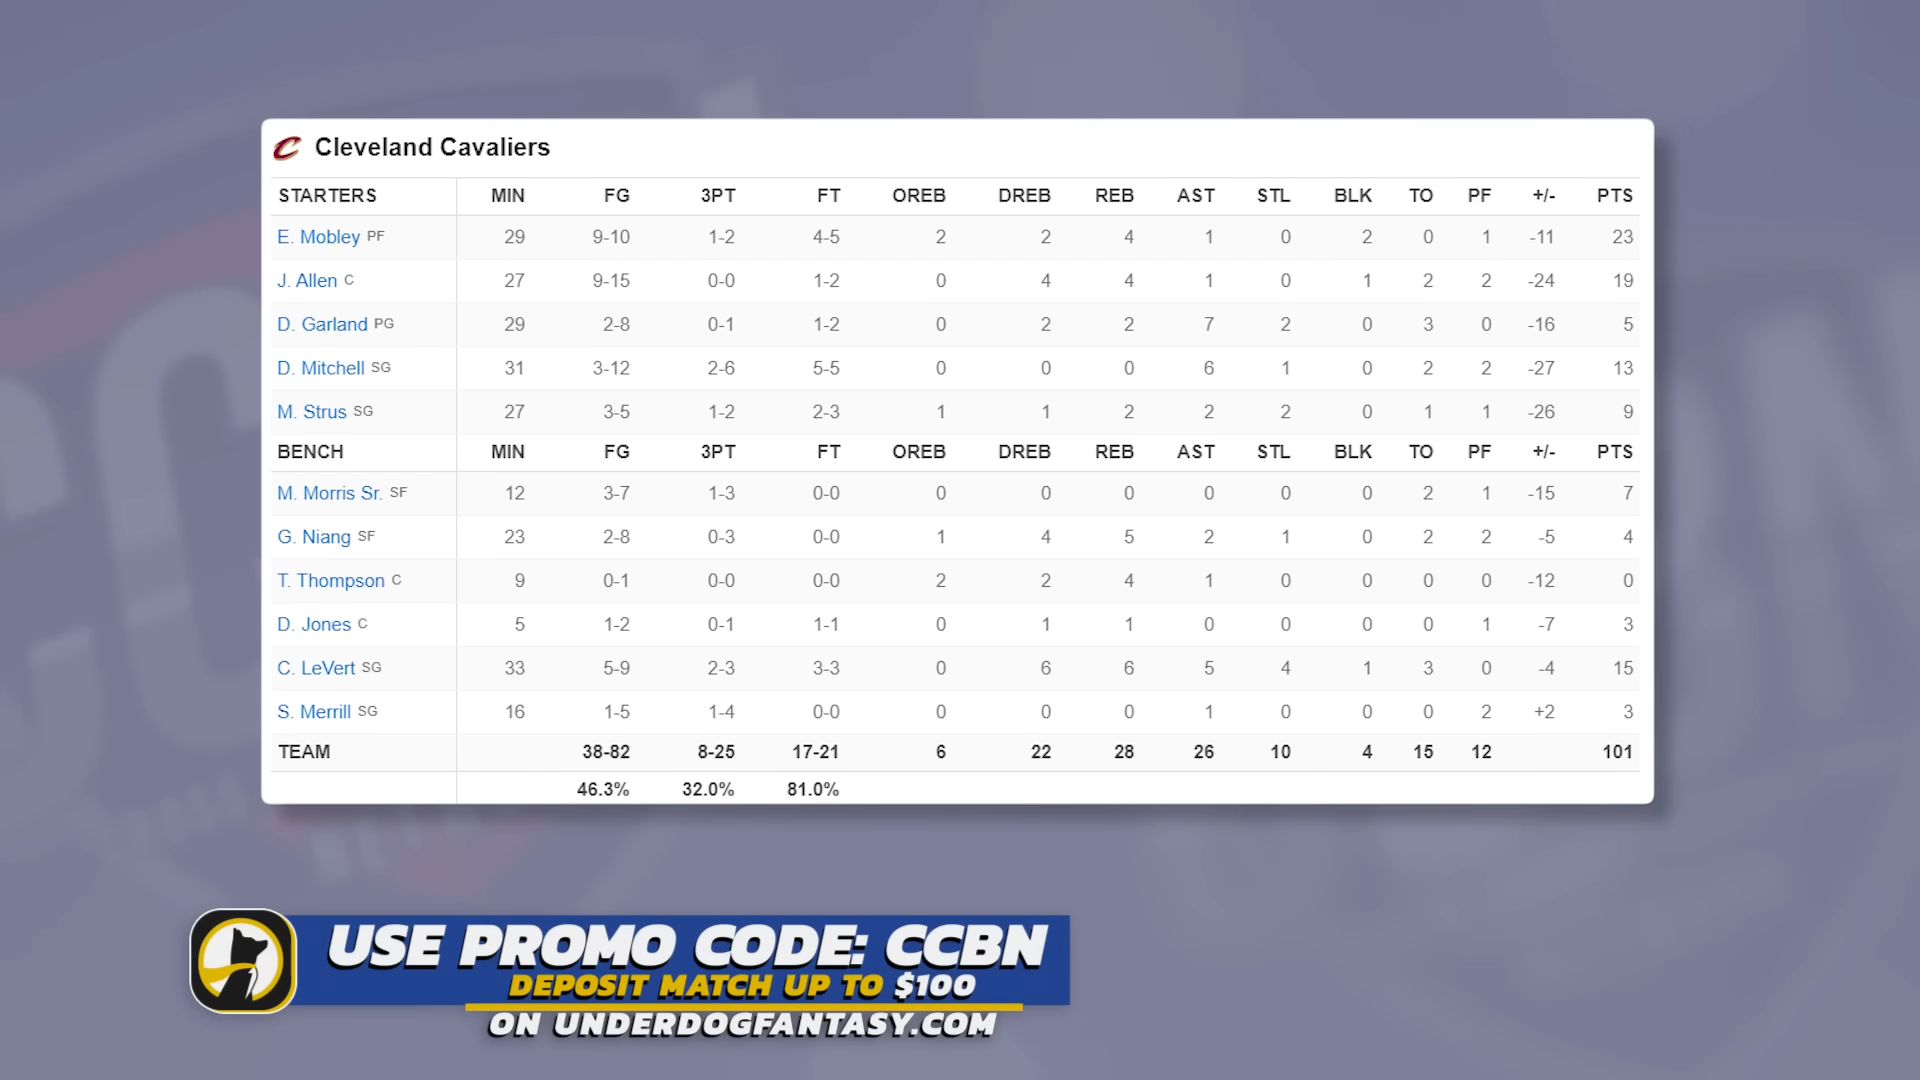 Cleveland Cavaliers
STARTERS MIN FG 3PT FT OREB DREB REB AST STL BLK TO PF +/- PTS
E. Mobley PF 29 9-10 1-2 4-5 2 2 4 1 0 2 0 1 -11 23
J. Allen C 27 9-15 0-0 1-2 0 4 4 1 0 1 2 2 -24 19
D. Garland PG 29 2-8 0-1 1-2 0 2 2 7 2 0 3 0 -16 5
D. Mitchell SG 31 3-12 2-6 5-5 0 0 0 6 1 0 2 2 -27 13
M. Strus SG 27 3-5 1-2 2-3 1 1 2 2 2 0 1 1 -26 9
BENCH MIN FG 3PT FT OREB DREB REB AST STL BLK TO PF +/- PTS
M. Morris Sr. SF 12 3-7 1-3 0-0 0 0 0 0 0 0 2 1 -15 7
G. Niang SF 23 2-8 0-3 0-0 1 4 5 2 1 0 2 2 -5 4
T. Thompson C 9 0-1 0-0 0-0 2 2 4 1 0 0 0 0 -12 0
D. Jones C 5 1-2 0-1 1-1 0 1 1 0 0 0 0 1 -7 3
C. LeVert SG 33 5-9 2-3 3-3 0 6 6 5 4 1 3 0 -4 15
S. Merrill SG 16 1-5 1-4 0-0 0 0 0 1 0 0 0 2 +2 3
TEAM 38-82 8-25 17-21 6 22 28 26 10 4 15 12 101
46.3% 32.0% 81.0%
USE PROMO CODE: CCBN
DEPOSIT MATCH UP TO $100
ON UNDERDOGFANTASY.COM